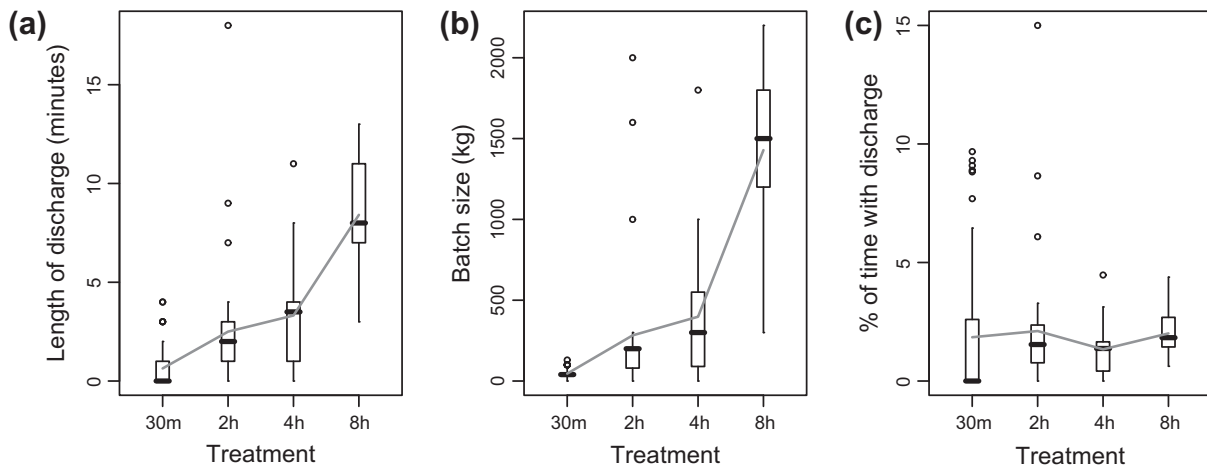 (a)
Length of discharge (minutes)
15
10
5
0
30m 2h 4h 8h
Treatment
(b)
Batch size (kg)
2000
1500
1000
500
0
30m 2h 4h 8h
Treatment
(c)
% of time with discharge
15
10
5
0
30m 2h 4h 8h
Treatment